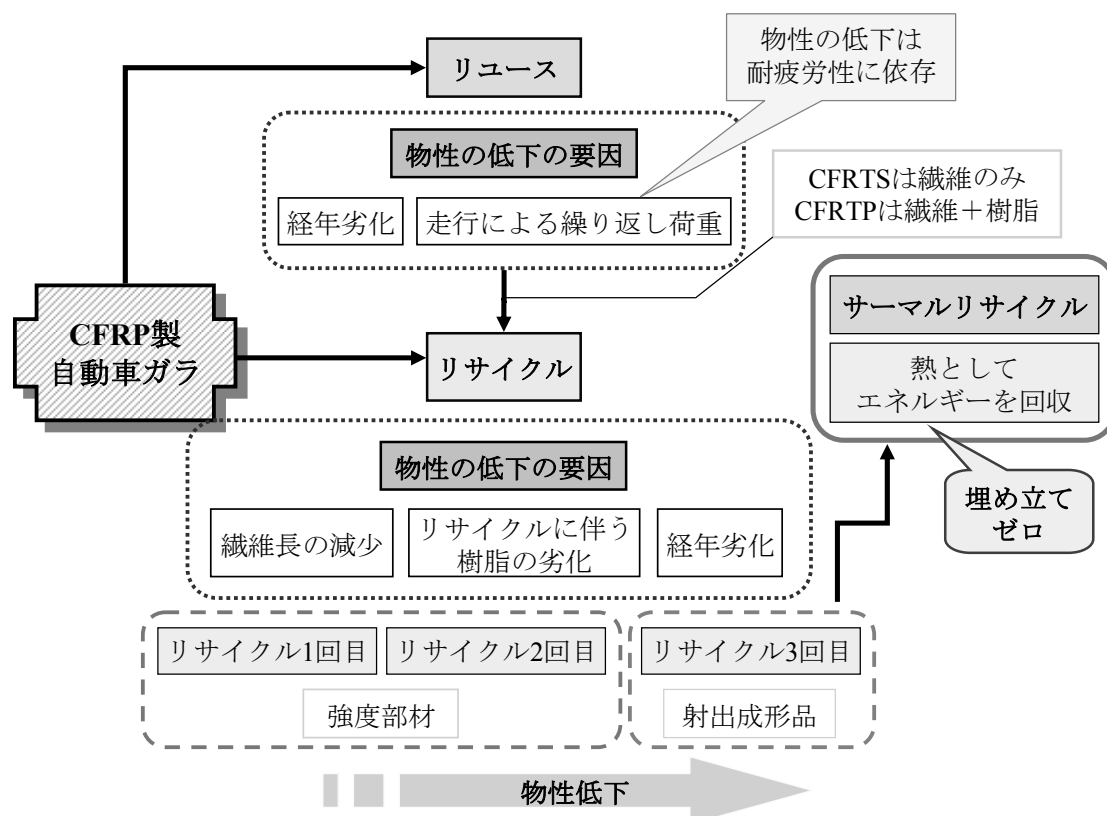 物性の低下は
耐疲労性に依存
リユース
物性の低下の要因
経年劣化
走行による繰り返し荷重
CFRTSは繊維のみ
CFRTPは繊維＋樹脂
CFRP製
自動車ガラ
リサイクル
サーマルリサイクル
熱として
エネルギーを回収
埋め立て
ゼロ
物性の低下の要因
繊維長の減少
リサイクルに伴う
樹脂の劣化
経年劣化
リサイクル1回目
リサイクル2回目
リサイクル3回目
強度部材
射出成形品
物性低下